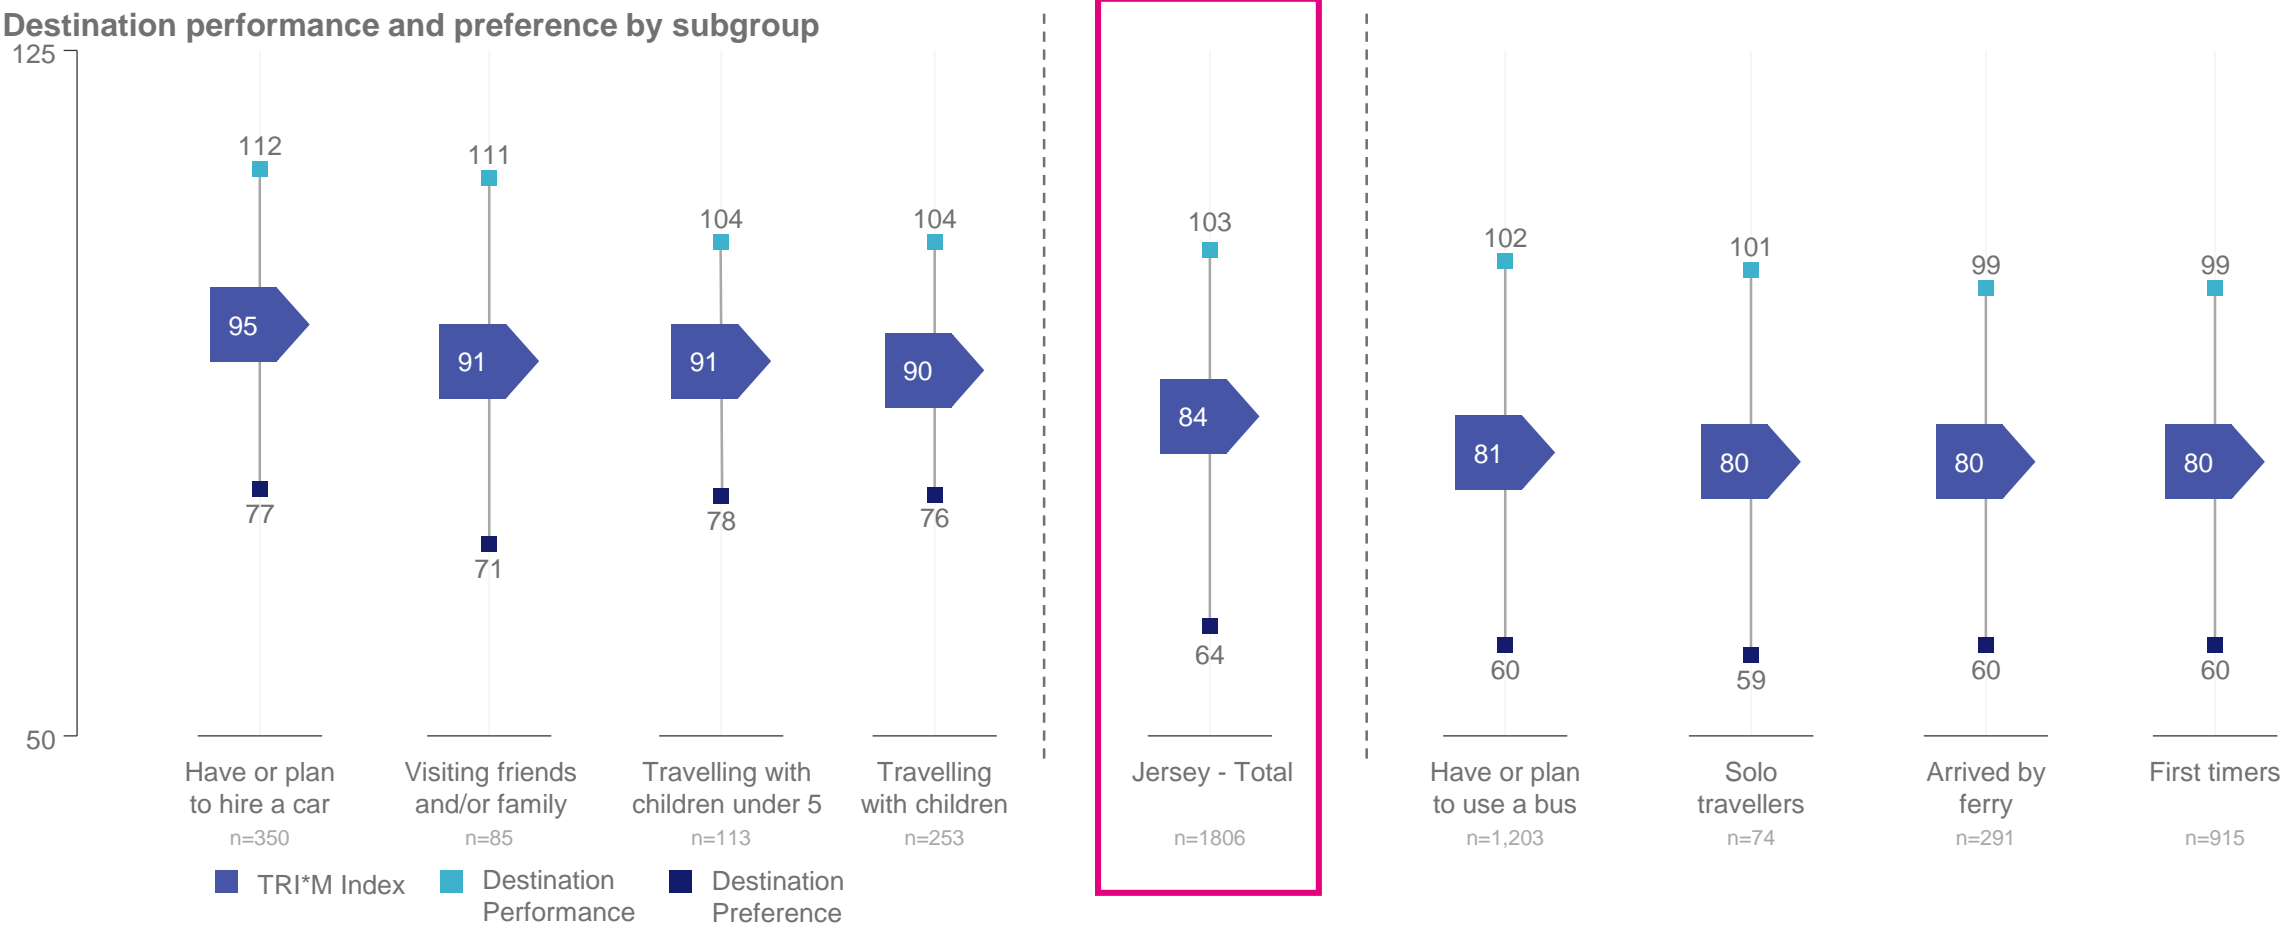 Destination performance and preference by subgroup
125
50
112
95
77
111
91
71
104
91
78
104
90
76
103
84
64
102
81
60
101
80
59
99
80
60
99
80
60
Have or plan
to hire a car
n=350
Visiting friends
and/or family
n=85
Travelling with
children under 5
n=113
Travelling
with children
n=253
Jersey - Total
n=1806
Have or plan
to use a bus
n=1,203
Solo
travellers
n=74
Arrived by
ferry
n=291
First timers
n=915
TRI*M Index
Destination
Performance
Destination
Preference